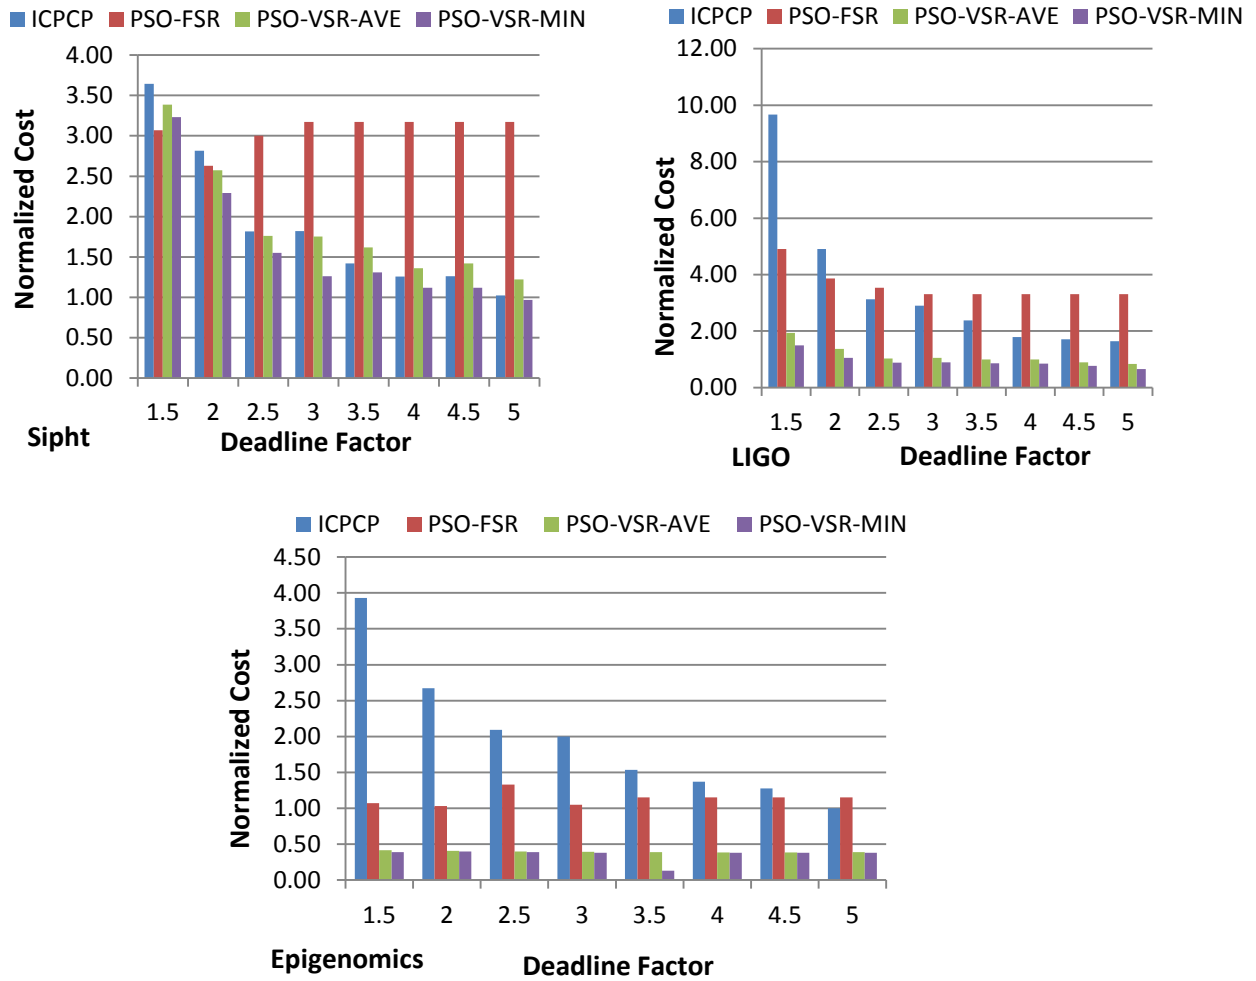 ICPCP PSO-FSR PSO-VSR-AVE PSO-VSR-MIN
4.00
3.50
3.00
2.50
2.00
1.50
1.00
0.50
0.00
Normalized Cost
1.5 2 2.5 3 3.5 4 4.5 5
Sipht Deadline Factor
ICPCP PSO-FSR PSO-VSR-AVE PSO-VSR-MIN
12.00
10.00
8.00
6.00
4.00
2.00
0.00
Normalized Cost
1.5 2 2.5 3 3.5 4 4.5 5
LIGO Deadline Factor
ICPCP PSO-FSR PSO-VSR-AVE PSO-VSR-MIN
4.50
4.00
3.50
3.00
2.50
2.00
1.50
1.00
0.50
0.00
Normalized Cost
1.5 2 2.5 3 3.5 4 4.5 5
Epigenomics Deadline Factor